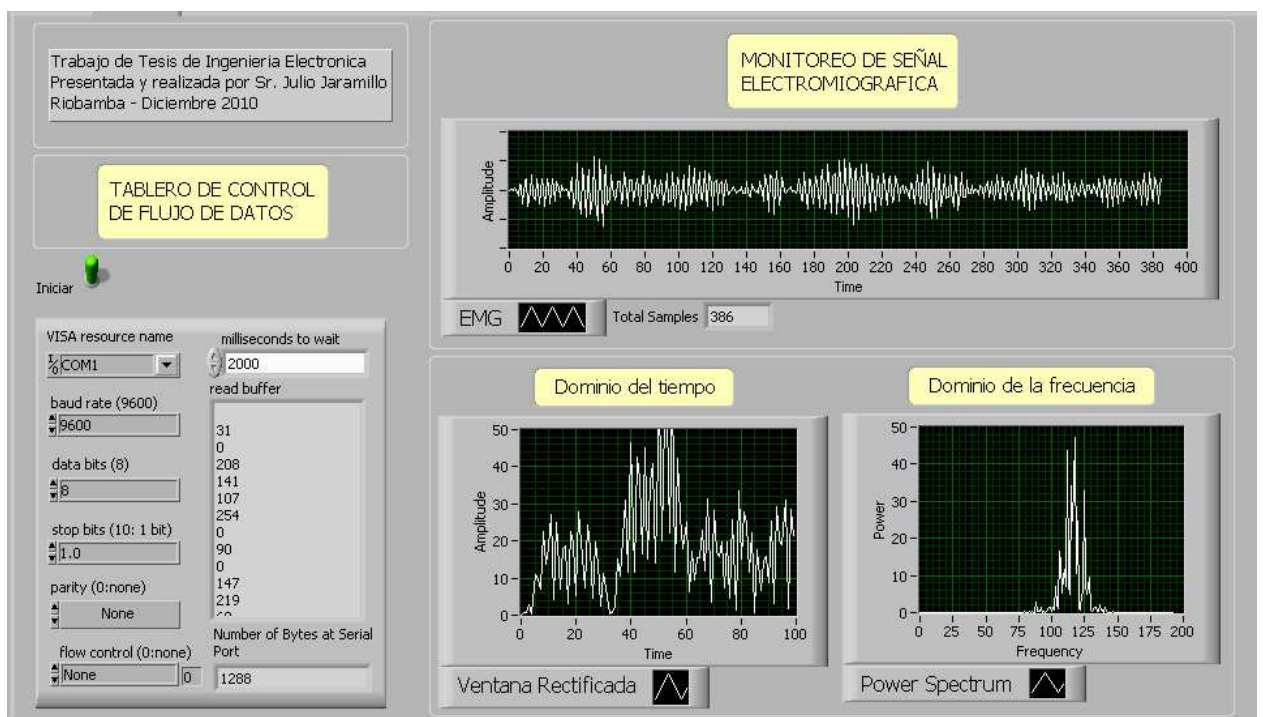 Trabajo de Tesis de Ingenieria Electronica
Presentada y realizada por Sr. Julio Jaramillo
Riobamba - Diciembre 2010
TABLERO DE CONTROL
DE FLUJO DE DATOS
Iniciar
VISA resource name
COM1
baud rate (9600)
9600
data bits (8)
8
stop bits (10: 1 bit)
1.0
parity (0:none)
None
flow control (0:none)
None 0
milliseconds to wait
2000
read buffer
31
0
208
141
107
254
0
90
0
147
219
Number of Bytes at Serial
Port
1288
MONITOREO DE SEÑAL
ELECTROMIOGRAFICA
Amplitude
0 20 40 60 80 100 120 140 160 180 200 220 240 260 280 300 320 340 360 380 400
Time
EMG
Total Samples 386
Dominio del tiempo
50
40
30
20
10
0
Amplitude
0 20 40 60 80 100
Time
Ventana Rectificada
Dominio de la frecuencia
50
40
30
20
10
0
Power
0 25 50 75 100 125 150 175 200
Frequency
Power Spectrum